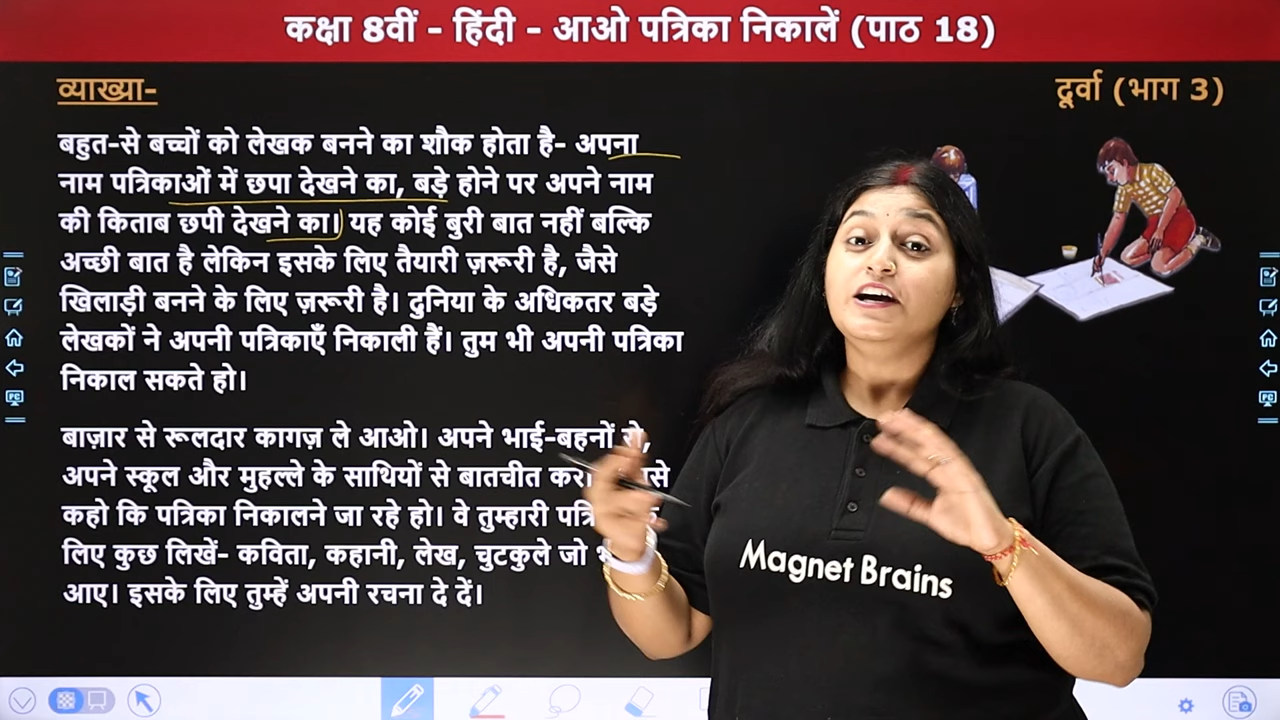 कक्षा 8वीं - हिंदी - आओ पत्रिका निकालें (पाठ 18)
व्याख्या-
दूर्वा (भाग 3)
बहुत-से बच्चों को लेखक बनने का शौक होता है- अपना
नाम पत्रिकाओं में छपा देखने का, बड़े होने पर अपने नाम
की किताब छपी देखने का। यह कोई बुरी बात नहीं बल्कि
अच्छी बात है लेकिन इसके लिए तैयारी ज़रूरी है, जैसे
खिलाड़ी बनने के लिए ज़रूरी है। दुनिया के अधिकतर बड़े
लेखकों ने अपनी पत्रिकाएँ निकाली हैं। तुम भी अपनी पत्रिका
निकाल सकते हो।
बाज़ार से रूलदार कागज़ ले आओ। अपने भाई-बहनों से,
अपने स्कूल और मुहल्ले के साथियों से बातचीत
कहो कि पत्रिका निकालने जा रहे हो। वे तुम्हारी
लिए कुछ लिखें- कविता, कहानी, लेख, चुटकुले जो
आए। इसके लिए तुम्हें अपनी रचना दे दें।
Magnet Brains
PC
PC